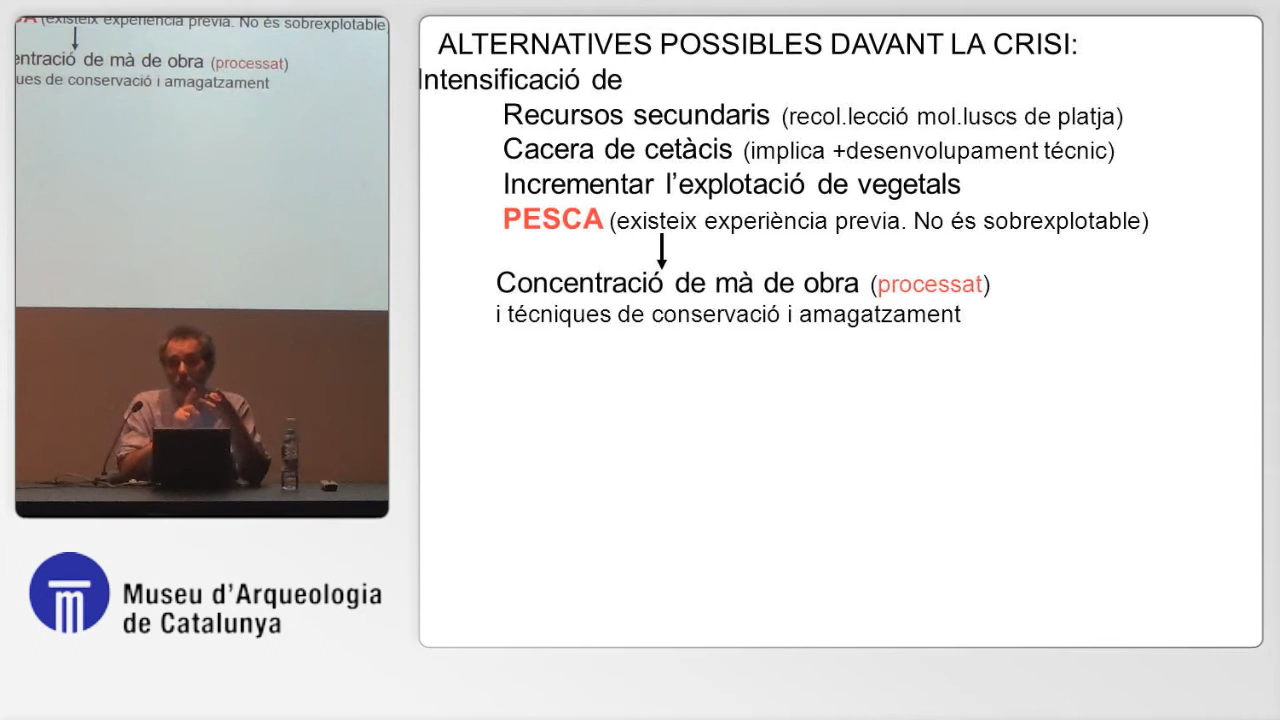 A (existeix experiència previa. No és sobrexplotable
entració de mà de obra (processat)
ques de conservació i amagatzament
Museu d'Arqueologia
de Catalunya
ALTERNATIVES POSSIBLES DAVANT LA CRISI:
Intensificació de
Recursos secundaris (recol.lecció mol.luscs de platja)
Cacera de cetàcis (implica +desenvolupament técnic)
Incrementar l'explotació de vegetals
PESCA (existeix experiència previa. No és sobrexplotable)
Concentració de mà de obra (processat)
i técniques de conservació i amagatzament